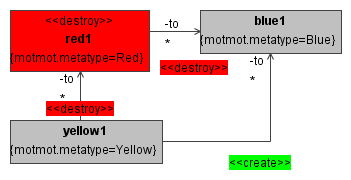 <<destroy>>
red1
{motmot.metatype=Red}
-to
*
<<destroy>>
blue1
{motmot.metatype=Blue}
-to
*
<<destroy>>
-to
*
yellow1
{motmot.metatype=Yellow}
<<create>>